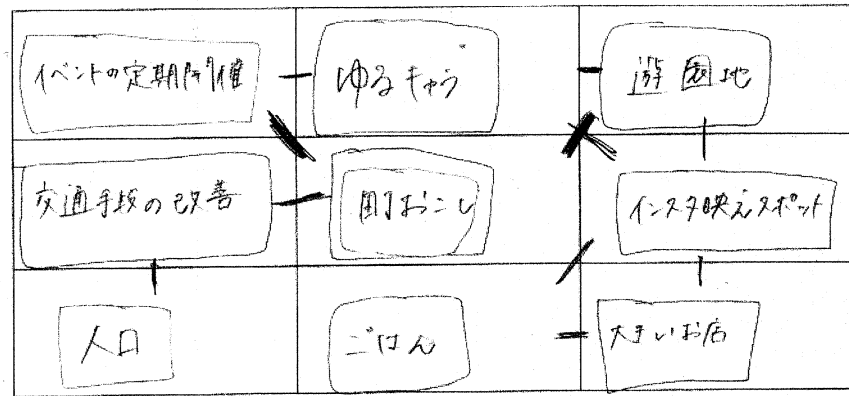 イベントの定期開催
ゆるキャラ
遊園地
交通手段の改善
町おこし
インスタ映えスポット
人口
ごはん
大きいお店